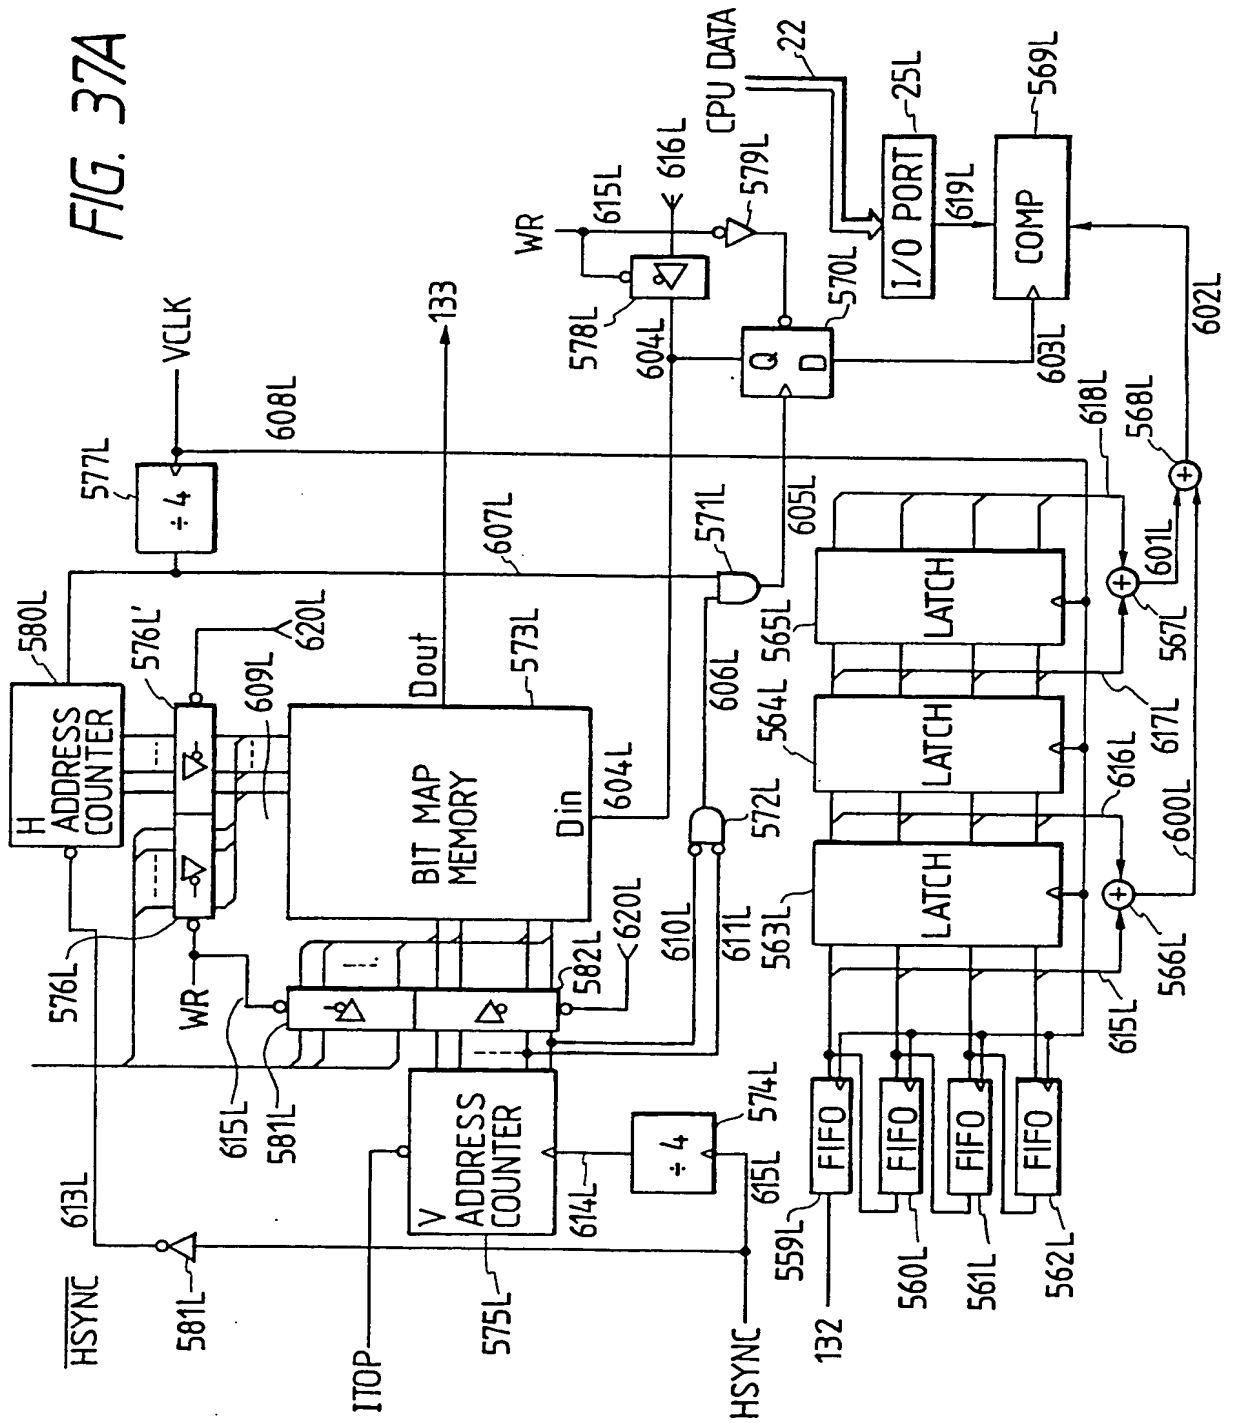 FIG. 37A
H
ADDRESS
COUNTER
580L
576L'
576L
609L
620L
577L
÷ 4
VCLK
608L
607L
133
Dout
BIT MAP
MEMORY
573L
Din
604L
WR
615L
581L
582L
620L
610L
611L
V
ADDRESS
COUNTER
575L
614L
÷ 4
574L
615L
HSYNC
613L
581L
ITOP
HSYNC
572L
606L
571L
605L
WR
615L
616L
578L
604L
579L
Q
D
570L
603L
CPU DATA
22
I/O PORT
25L
619L
COMP
569L
602L
132
559L
FIFO
560L
FIFO
561L
FIFO
562L
FIFO
563L
LATCH
564L
LATCH
565L
LATCH
615L
566L
+
616L
600L
617L
567L
+
601L
618L
568L
+